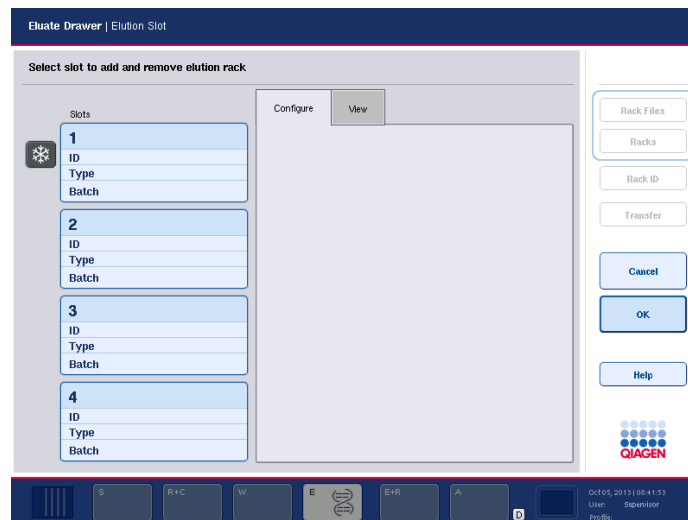 Eluate Drawer | Elution Slot
Select slot to add and remove elution rack
Slots
Configure
View
1
ID
Type
Batch
2
ID
Type
Batch
3
ID
Type
Batch
4
ID
Type
Batch
Rack Files
Racks
Rack ID
Transfer
Cancel
OK
Help
QIAGEN
S
R+C
W
E
E+R
A
D
Oct 05, 2013 | 06:41:53
User: Supervisor
Profile: